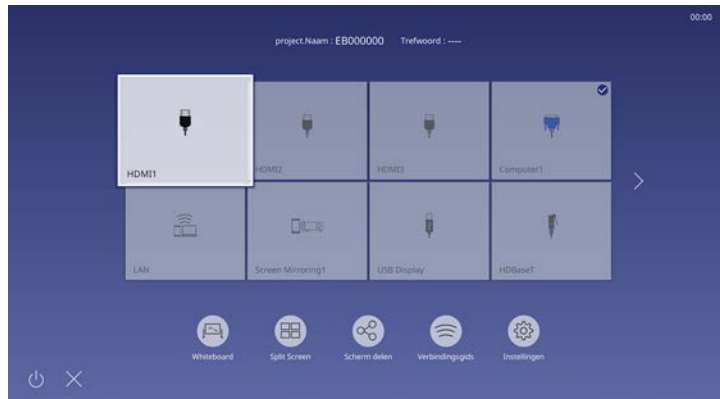 00:00
project.Naam : EB000000 Trefwoord : ----
HDMI1 HDMI2 HDMI3 Computer1
LAN Screen Mirroring1 USB Display HDBaseT
Whiteboard Split Screen Scherm delen Verbindingsgids Instellingen